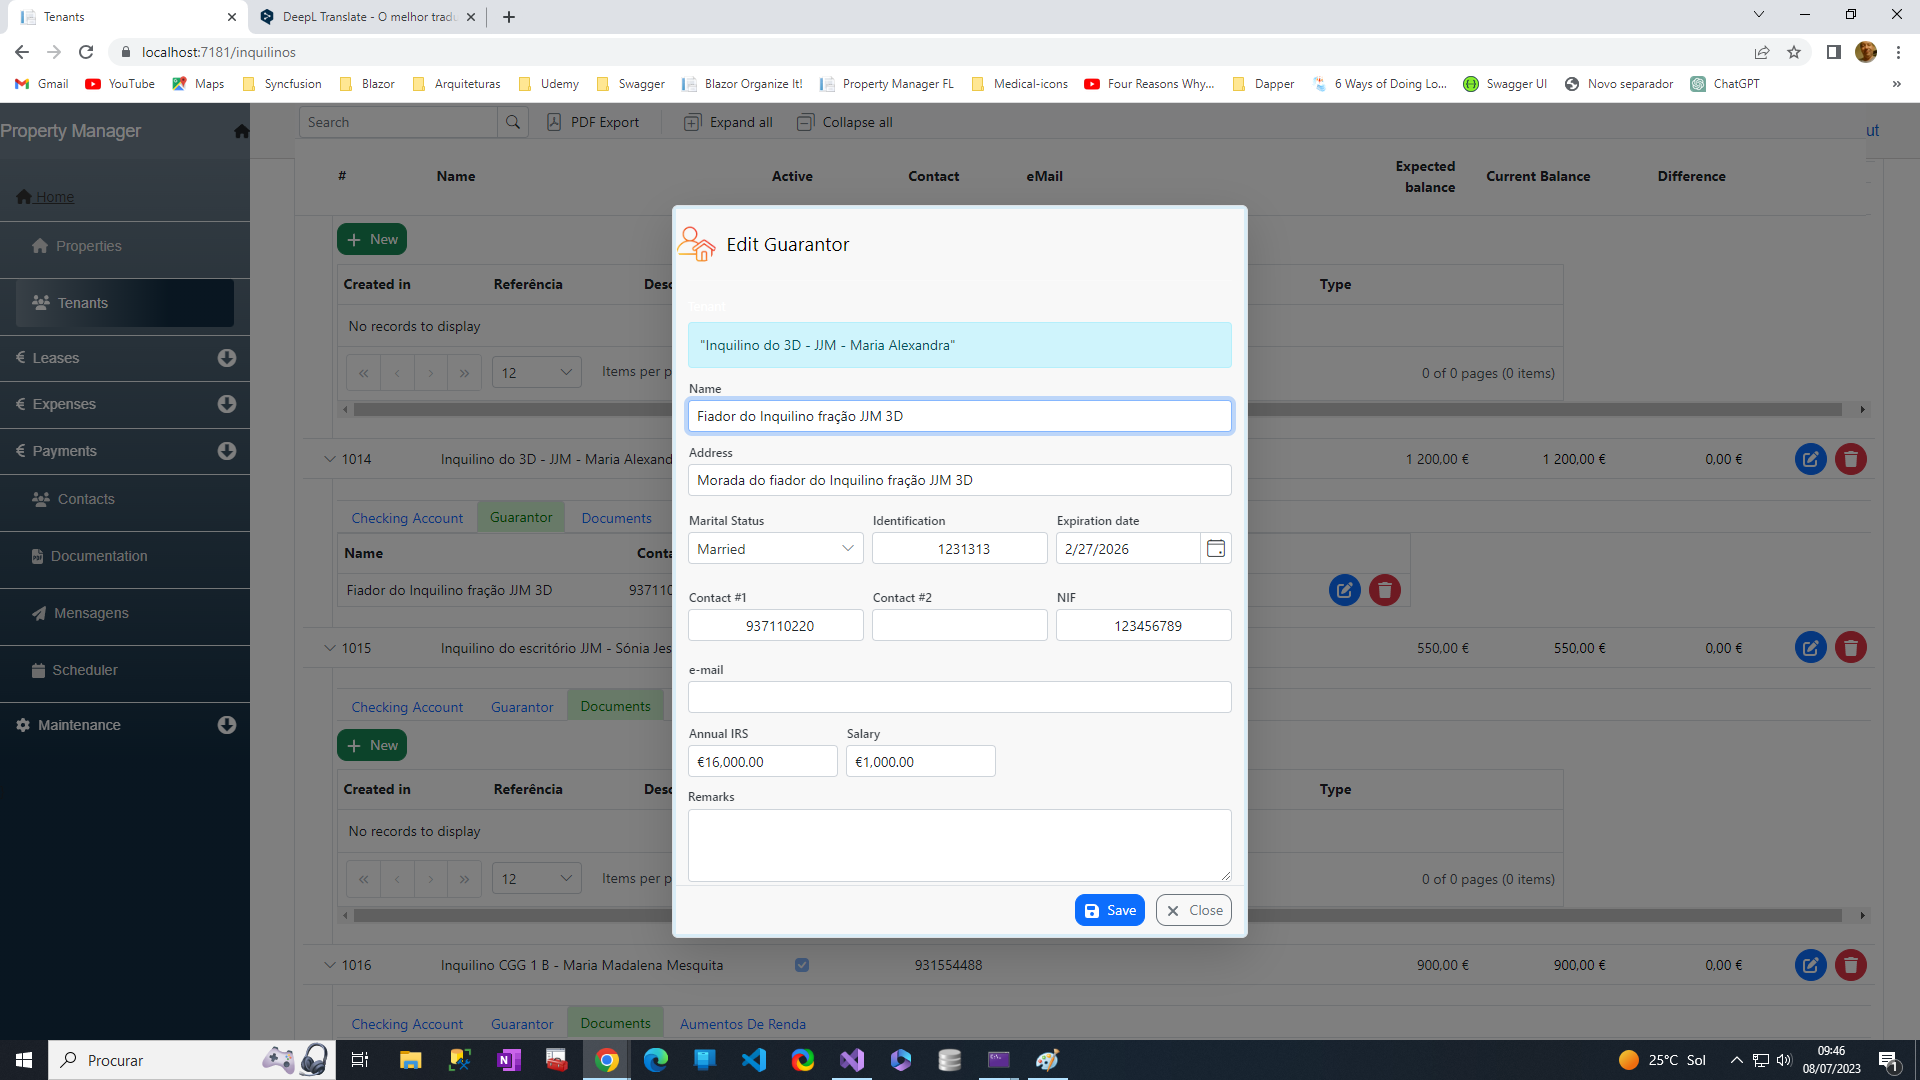 Tenants
DeepL Translate - O melhor tradu
localhost:7181/inquilinos
Gmail YouTube Maps Syncfusion Blazor Arquiteturas Udemy Swagger Blazor Organize It! Property Manager FL Medical-icons Four Reasons Why... Dapper 6 Ways of Doing Lo... Swagger UI Novo separador ChatGPT »
Property Manager
Home
Properties
Tenants
€ Leases
€ Expenses
€ Payments
Contacts
Documentation
Mensagens
Scheduler
Maintenance
Search PDF Export Expand all Collapse all ut
# Name Active Contact eMail Expected balance Current Balance Difference
New
Created in Referência Desc Type
No records to display
« ‹ › » 12 Items per p 0 of 0 pages (0 items)
1014 Inquilino do 3D - JJM - Maria Alexand 1 200,00 € 1 200,00 € 0,00 €
Checking Account Guarantor Documents
Name Conta
Fiador do Inquilino fração JJM 3D 937110
1015 Inquilino do escritório JJM - Sónia Jes 550,00 € 550,00 € 0,00 €
Checking Account Guarantor Documents
New
Created in Referência Desc Type
No records to display
« ‹ › » 12 Items per p 0 of 0 pages (0 items)
1016 Inquilino CGG 1 B - Maria Madalena Mesquita 931554488 900,00 € 900,00 € 0,00 €
Checking Account Guarantor Documents Aumentos De Renda
Edit Guarantor
Tenant
"Inquilino do 3D - JJM - Maria Alexandra"
Name
Fiador do Inquilino fração JJM 3D
Address
Morada do fiador do Inquilino fração JJM 3D
Marital Status Identification Expiration date
Married 1231313 2/27/2026
Contact #1 Contact #2 NIF
937110220 123456789
e-mail
Annual IRS Salary
€16,000.00 €1,000.00
Remarks
Save Close
Procurar
25°C Sol
09:46
08/07/2023
1